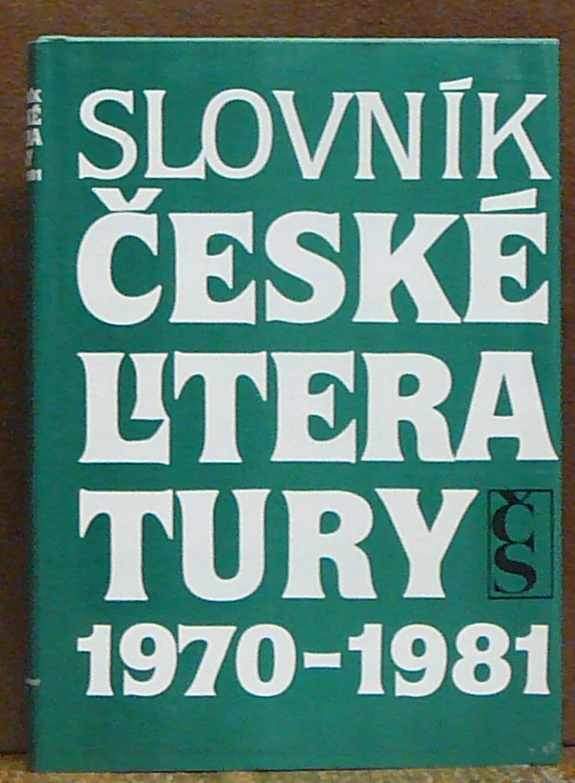 SLOVNÍK
ČESKÉ
LITERA
TURY
ČS
1970-1981